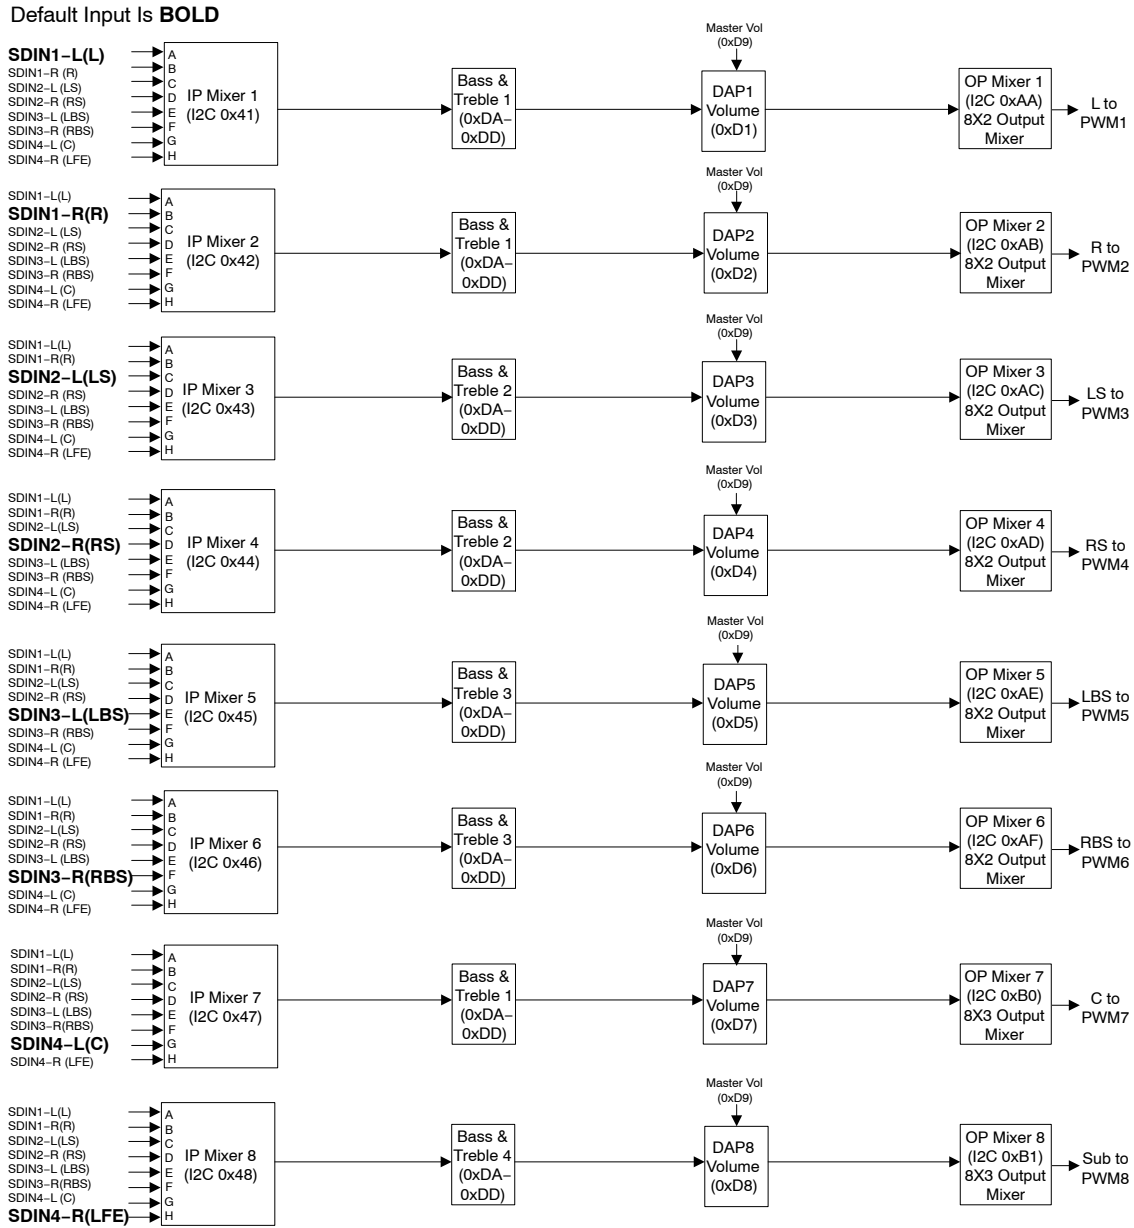 Default Input Is BOLD
Master Vol
(0xD9)
SDIN1−L(L)
SDIN1−R (R)
SDIN2−L (LS)
SDIN2−R (RS)
SDIN3−L (LBS)
SDIN3−R (RBS)
SDIN4−L (C)
SDIN4−R (LFE)
A
B
C
D
E
F
G
H
IP Mixer 1
(I2C 0x41)
Bass &
Treble 1
(0xDA−
0xDD)
DAP1
Volume
(0xD1)
OP Mixer 1
(I2C 0xAA)
8X2 Output
Mixer
L to
PWM1
Master Vol
(0xD9)
SDIN1−L(L)
SDIN1−R(R)
SDIN2−L (LS)
SDIN2−R (RS)
SDIN3−L (LBS)
SDIN3−R (RBS)
SDIN4−L (C)
SDIN4−R (LFE)
A
B
C
D
E
F
G
H
IP Mixer 2
(I2C 0x42)
Bass &
Treble 1
(0xDA−
0xDD)
DAP2
Volume
(0xD2)
OP Mixer 2
(I2C 0xAB)
8X2 Output
Mixer
R to
PWM2
Master Vol
(0xD9)
SDIN1−L(L)
SDIN1−R(R)
SDIN2−L(LS)
SDIN2−R (RS)
SDIN3−L (LBS)
SDIN3−R (RBS)
SDIN4−L (C)
SDIN4−R (LFE)
A
B
C
D
E
F
G
H
IP Mixer 3
(I2C 0x43)
Bass &
Treble 2
(0xDA−
0xDD)
DAP3
Volume
(0xD3)
OP Mixer 3
(I2C 0xAC)
8X2 Output
Mixer
LS to
PWM3
Master Vol
(0xD9)
SDIN1−L(L)
SDIN1−R(R)
SDIN2−L(LS)
SDIN2−R(RS)
SDIN3−L (LBS)
SDIN3−R (RBS)
SDIN4−L (C)
SDIN4−R (LFE)
A
B
C
D
E
F
G
H
IP Mixer 4
(I2C 0x44)
Bass &
Treble 2
(0xDA−
0xDD)
DAP4
Volume
(0xD4)
OP Mixer 4
(I2C 0xAD)
8X2 Output
Mixer
RS to
PWM4
Master Vol
(0xD9)
SDIN1−L(L)
SDIN1−R(R)
SDIN2−L(LS)
SDIN2−R (RS)
SDIN3−L(LBS)
SDIN3−R (RBS)
SDIN4−L (C)
SDIN4−R (LFE)
A
B
C
D
E
F
G
H
IP Mixer 5
(I2C 0x45)
Bass &
Treble 3
(0xDA−
0xDD)
DAP5
Volume
(0xD5)
OP Mixer 5
(I2C 0xAE)
8X2 Output
Mixer
LBS to
PWM5
Master Vol
(0xD9)
SDIN1−L(L)
SDIN1−R(R)
SDIN2−L(LS)
SDIN2−R (RS)
SDIN3−L (LBS)
SDIN3−R(RBS)
SDIN4−L (C)
SDIN4−R (LFE)
A
B
C
D
E
F
G
H
IP Mixer 6
(I2C 0x46)
Bass &
Treble 3
(0xDA−
0xDD)
DAP6
Volume
(0xD6)
OP Mixer 6
(I2C 0xAF)
8X2 Output
Mixer
RBS to
PWM6
Master Vol
(0xD9)
SDIN1−L(L)
SDIN1−R(R)
SDIN2−L(LS)
SDIN2−R (RS)
SDIN3−L (LBS)
SDIN3−R(RBS)
SDIN4−L(C)
SDIN4−R (LFE)
A
B
C
D
E
F
G
H
IP Mixer 7
(I2C 0x47)
Bass &
Treble 1
(0xDA−
0xDD)
DAP7
Volume
(0xD7)
OP Mixer 7
(I2C 0xB0)
8X3 Output
Mixer
C to
PWM7
Master Vol
(0xD9)
SDIN1−L(L)
SDIN1−R(R)
SDIN2−L(LS)
SDIN2−R (RS)
SDIN3−L (LBS)
SDIN3−R(RBS)
SDIN4−L (C)
SDIN4−R(LFE)
A
B
C
D
E
F
G
H
IP Mixer 8
(I2C 0x48)
Bass &
Treble 4
(0xDA−
0xDD)
DAP8
Volume
(0xD8)
OP Mixer 8
(I2C 0xB1)
8X3 Output
Mixer
Sub to
PWM8